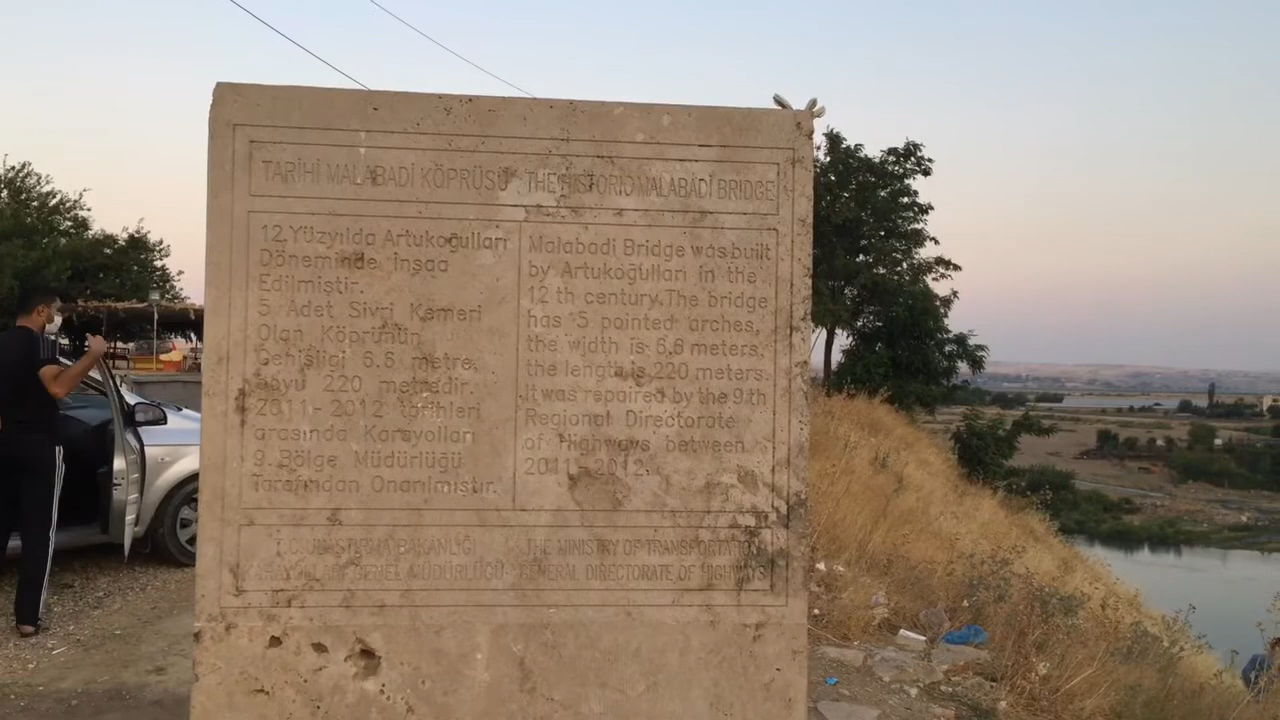 TARİHİ MALABADİ KÖPRÜSÜ
12.Yüzyılda Artukoğulları
Döneminde İnşaa
Edilmiştir.
5 Adet Sivri Kemeri
Olan Köprünün
Genişliği 6.6 metre,
Boyu 220 metredir.
2011-2012 tarihleri
arasında Karayolları
9. Bölge Müdürlüğü
Tarafından Onarılmıştır.
T.C.ULAŞTIRMA BAKANLIĞI
KARAYOLLARI GENEL MÜDÜRLÜĞÜ
THE HISTORIC MALABADİ BRIDGE
Malabadi Bridge was built
by Artukoğulları in the
12 th century.The bridge
has 5 pointed arches,
the width is 6.6 meters,
the length is 220 meters.
It was repaired by the 9 th
Regional Directorate
of Highways between
2011-2012.
THE MINISTRY OF TRANSPORTATION
GENERAL DIRECTORATE OF HIGHWAYS